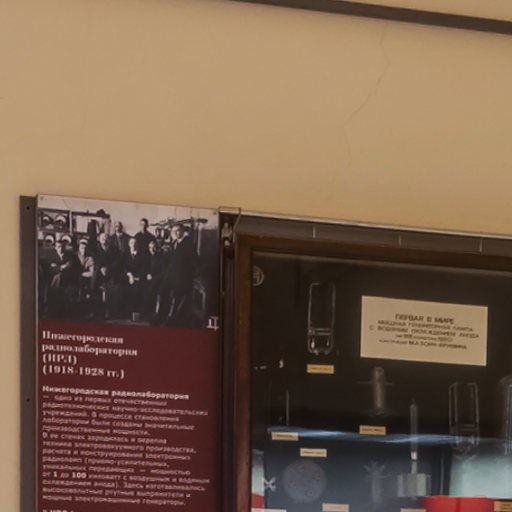 Нижегородская
радиолаборатория
(НРЛ)
(1918-1928 гг.)
Нижегородская радиолаборатория
— одно из первых отечественных
радиотехнических научно-исследовательских
учреждений. В процессе становления
лаборатории были созданы значительные
производственные мощности.
В ее стенах зародилась и окрепла
техника электровакуумного производства,
расчета и конструирования электронных
радиоламп (приемно-усилительных,
уникальных передающих — мощностью
от 1 до 100 киловатт с воздушным и водяным
охлаждением анода). Здесь изготавливались
высоковольтные ртутные выпрямители и
мощные электромашинные генераторы.
ПЕРВАЯ В МИРЕ
МОЩНАЯ ГЕНЕРАТОРНАЯ ЛАМПА
С ВОДЯНЫМ ОХЛАЖДЕНИЕМ АНОДА
М.А.БОНЧ-БРУЕВИЧА